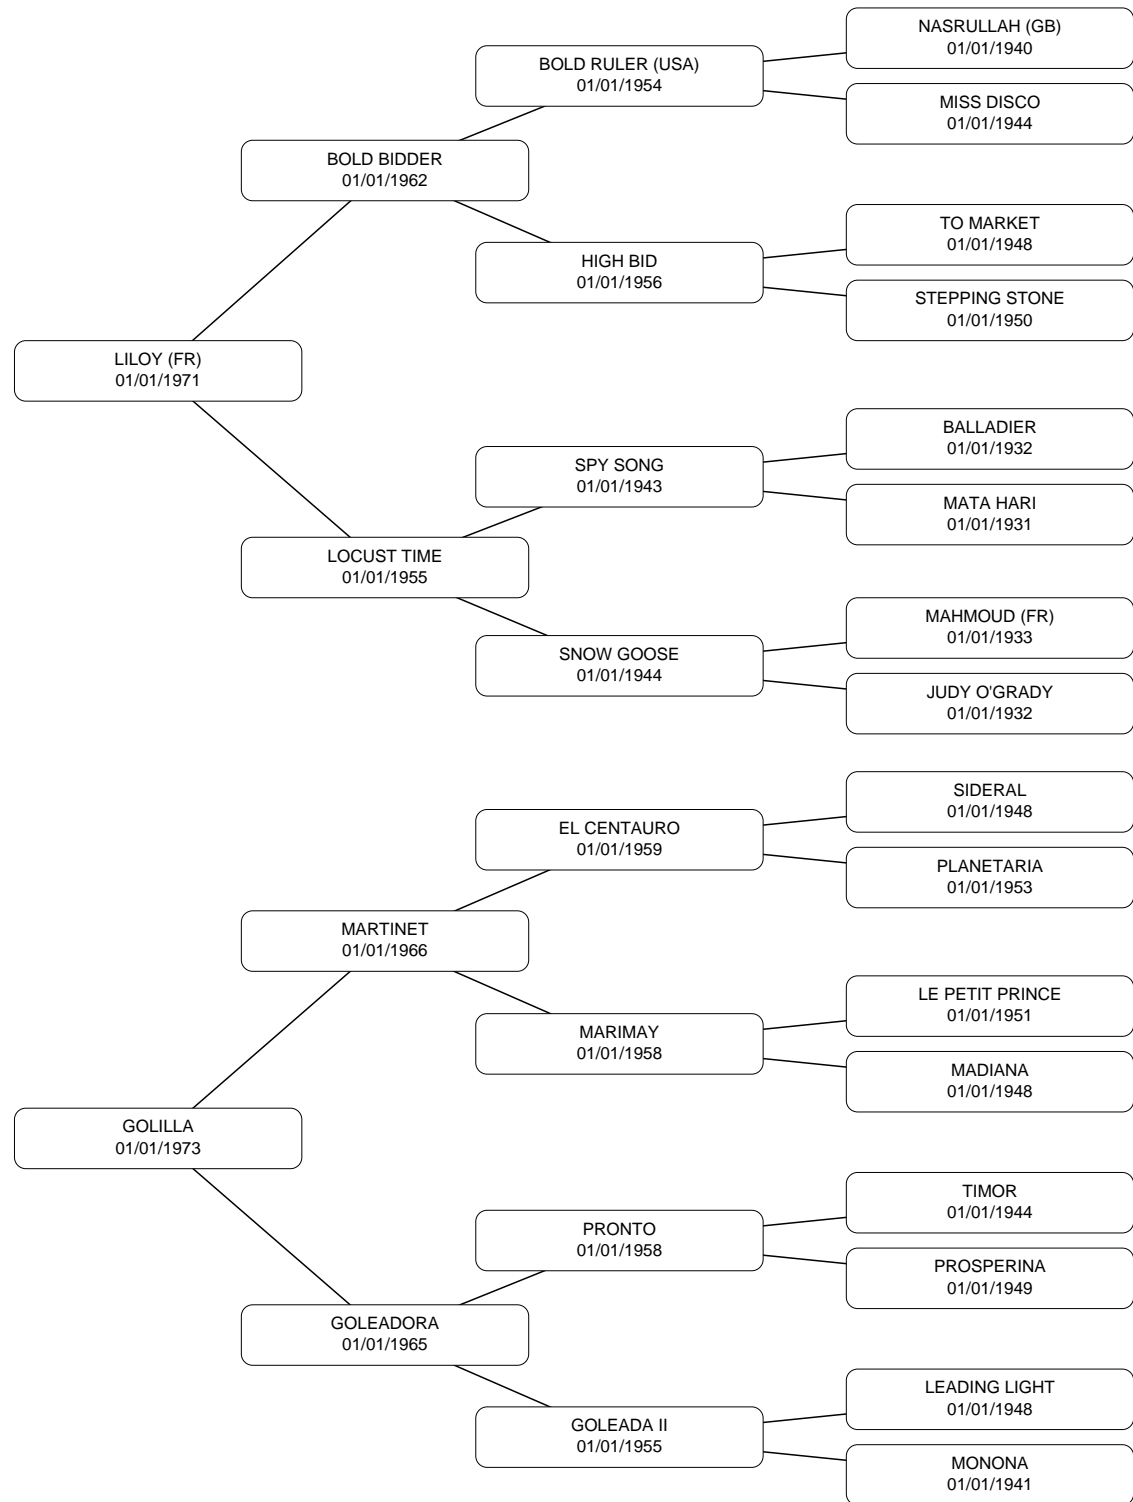 NASRULLAH (GB)
01/01/1940
BOLD RULER (USA)
01/01/1954
MISS DISCO
01/01/1944
BOLD BIDDER
01/01/1962
TO MARKET
01/01/1948
HIGH BID
01/01/1956
STEPPING STONE
01/01/1950
LILOY (FR)
01/01/1971
BALLADIER
01/01/1932
SPY SONG
01/01/1943
MATA HARI
01/01/1931
LOCUST TIME
01/01/1955
MAHMOUD (FR)
01/01/1933
SNOW GOOSE
01/01/1944
JUDY O'GRADY
01/01/1932
SIDERAL
01/01/1948
EL CENTAURO
01/01/1959
PLANETARIA
01/01/1953
MARTINET
01/01/1966
LE PETIT PRINCE
01/01/1951
MARIMAY
01/01/1958
MADIANA
01/01/1948
GOLILLA
01/01/1973
TIMOR
01/01/1944
PRONTO
01/01/1958
PROSPERINA
01/01/1949
GOLEADORA
01/01/1965
LEADING LIGHT
01/01/1948
GOLEADA II
01/01/1955
MONONA
01/01/1941